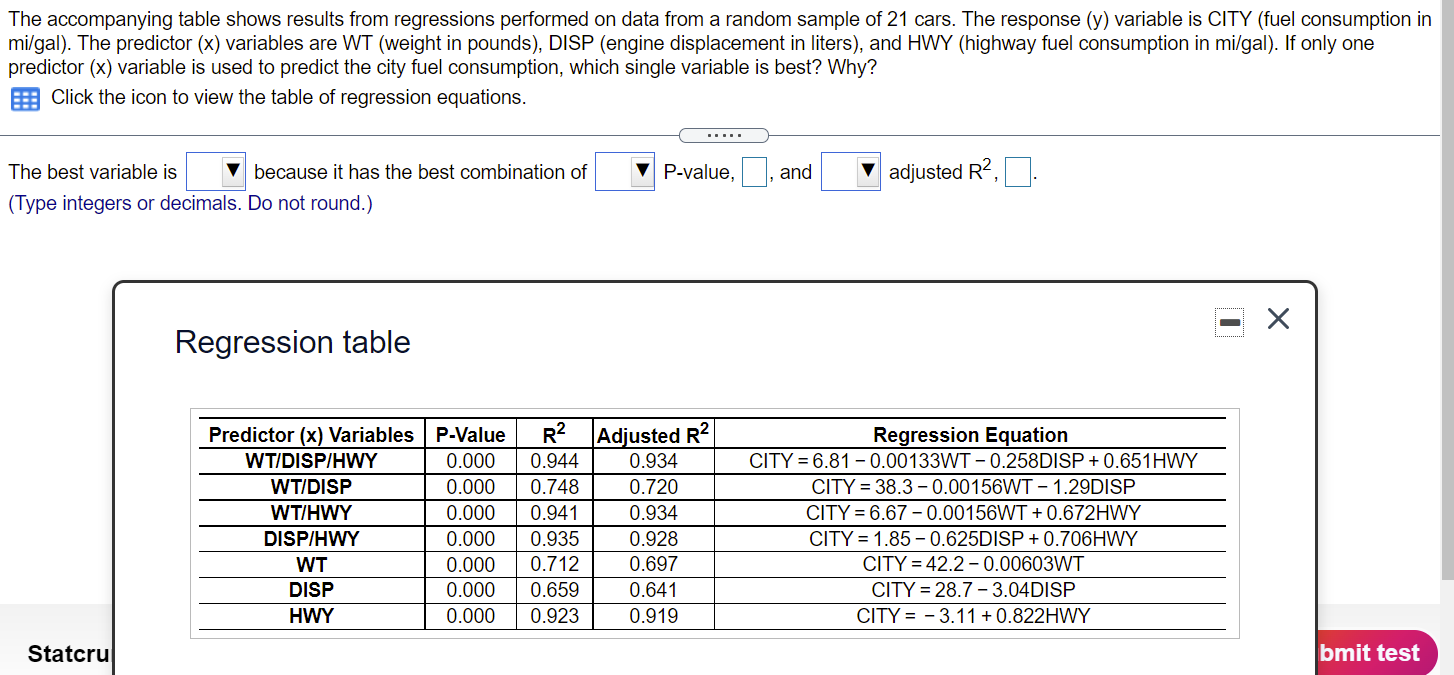 The accompanying table shows results from regressions performed on data from a random sample of 21 cars. The response (y) variable is CITY (fuel consumption in
mi/gal). The predictor (x) variables are WT (weight in pounds), DISP (engine displacement in liters), and HWY (highway fuel consumption in mi/gal). If only one
predictor (x) variable is used to predict the city fuel consumption, which single variable is best? Why?
Click the icon to view the table of regression equations.
The best variable is ▼ because it has the best combination of ▼ P-value, , and ▼ adjusted R², .
(Type integers or decimals. Do not round.)
Regression table
Predictor (x) Variables P-Value R² Adjusted R² Regression Equation
WT/DISP/HWY 0.000 0.944 0.934 CITY = 6.81 − 0.00133WT − 0.258DISP + 0.651HWY
WT/DISP 0.000 0.748 0.720 CITY = 38.3 − 0.00156WT − 1.29DISP
WT/HWY 0.000 0.941 0.934 CITY = 6.67 − 0.00156WT + 0.672HWY
DISP/HWY 0.000 0.935 0.928 CITY = 1.85 − 0.625DISP + 0.706HWY
WT 0.000 0.712 0.697 CITY = 42.2 − 0.00603WT
DISP 0.000 0.659 0.641 CITY = 28.7 − 3.04DISP
HWY 0.000 0.923 0.919 CITY = − 3.11 + 0.822HWY
Statcru
bmit test